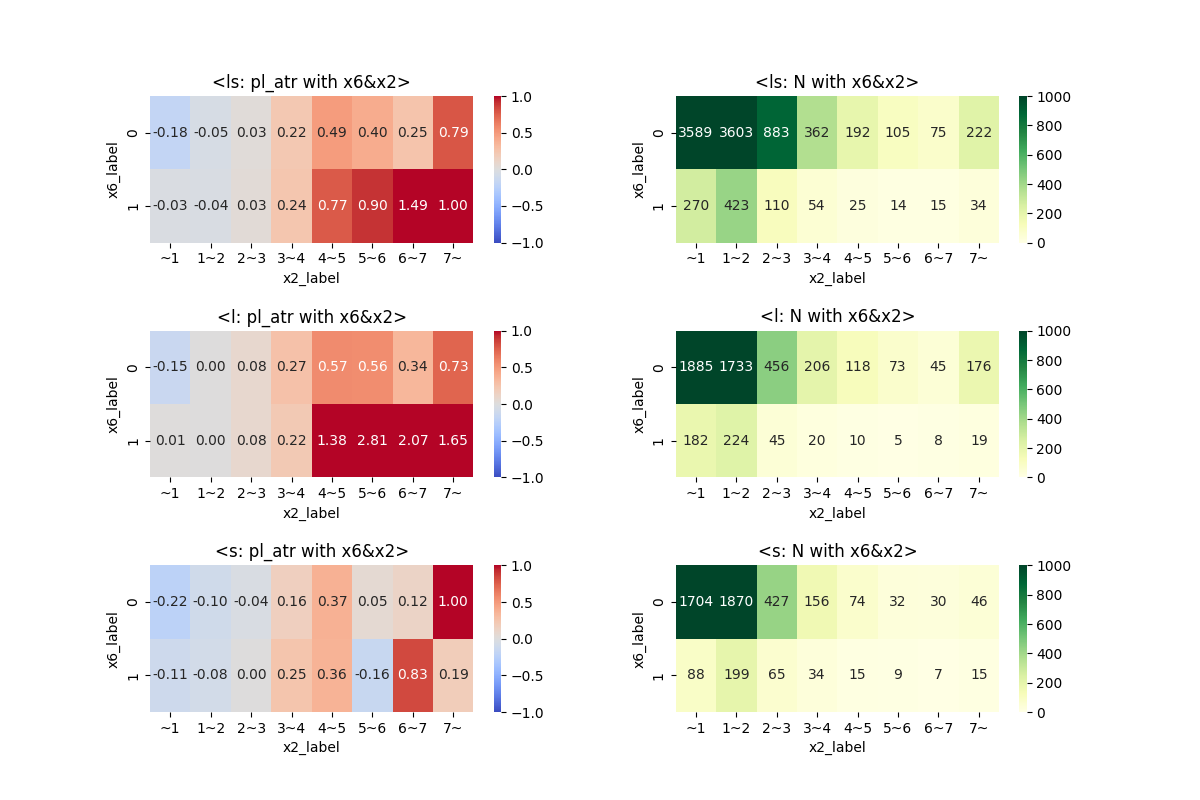 <ls: pl_atr with x6&x2>
x6_label
0 -0.18 -0.05 0.03 0.22 0.49 0.40 0.25 0.79
1 -0.03 -0.04 0.03 0.24 0.77 0.90 1.49 1.00
~1 1~2 2~3 3~4 4~5 5~6 6~7 7~
x2_label
1.0
0.5
0.0
−0.5
−1.0
<ls: N with x6&x2>
x6_label
0 3589 3603 883 362 192 105 75 222
1 270 423 110 54 25 14 15 34
~1 1~2 2~3 3~4 4~5 5~6 6~7 7~
x2_label
1000
800
600
400
200
0
<l: pl_atr with x6&x2>
x6_label
0 -0.15 0.00 0.08 0.27 0.57 0.56 0.34 0.73
1 0.01 0.00 0.08 0.22 1.38 2.81 2.07 1.65
~1 1~2 2~3 3~4 4~5 5~6 6~7 7~
x2_label
1.0
0.5
0.0
−0.5
−1.0
<l: N with x6&x2>
x6_label
0 1885 1733 456 206 118 73 45 176
1 182 224 45 20 10 5 8 19
~1 1~2 2~3 3~4 4~5 5~6 6~7 7~
x2_label
1000
800
600
400
200
0
<s: pl_atr with x6&x2>
x6_label
0 -0.22 -0.10 -0.04 0.16 0.37 0.05 0.12 1.00
1 -0.11 -0.08 0.00 0.25 0.36 -0.16 0.83 0.19
~1 1~2 2~3 3~4 4~5 5~6 6~7 7~
x2_label
1.0
0.5
0.0
−0.5
−1.0
<s: N with x6&x2>
x6_label
0 1704 1870 427 156 74 32 30 46
1 88 199 65 34 15 9 7 15
~1 1~2 2~3 3~4 4~5 5~6 6~7 7~
x2_label
1000
800
600
400
200
0